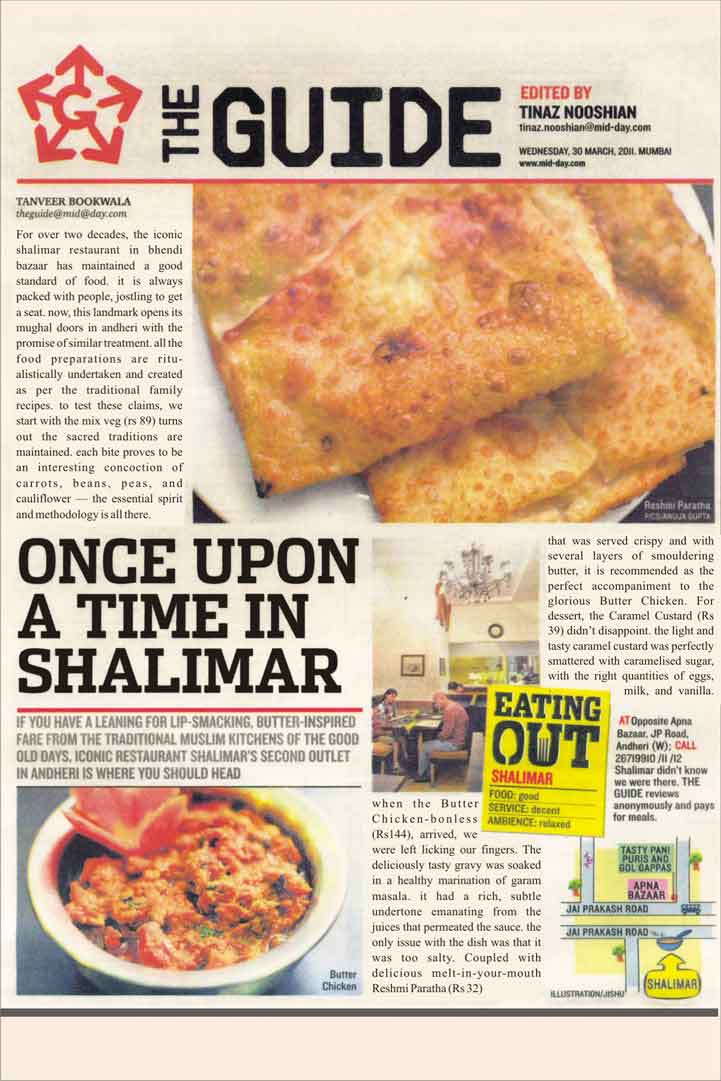 G
THE GUIDE
EDITED BY
TINAZ NOOSHIAN
tinaz.nooshian@mid-day.com
WEDNESDAY, 30 MARCH, 2011. MUMBAI
www.mid-day.com
TANVEER BOOKWALA
theguide@mid@day.com
For over two decades, the iconic
shalimar restaurant in bhendi
bazaar has maintained a good
standard of food. it is always
packed with people, jostling to get
a seat. now, this landmark opens its
mughal doors in andheri with the
promise of similar treatment. all the
food preparations are ritu-
alistically undertaken and created
as per the traditional family
recipes. to test these claims, we
start with the mix veg (rs 89) turns
out the sacred traditions are
maintained. each bite proves to be
an interesting concoction of
carrots, beans, peas, and
cauliflower — the essential spirit
and methodology is all there.
Reshmi Paratha
PICS/ANUJA GUPTA
ONCE UPON
A TIME IN
SHALIMAR
IF YOU HAVE A LEANING FOR LIP-SMACKING, BUTTER-INSPIRED
FARE FROM THE TRADITIONAL MUSLIM KITCHENS OF THE GOOD
OLD DAYS, ICONIC RESTAURANT SHALIMAR'S SECOND OUTLET
IN ANDHERI IS WHERE YOU SHOULD HEAD
Butter
Chicken
when the Butter
Chicken-bonless
(Rs144), arrived, we
were left licking our fingers. The
deliciously tasty gravy was soaked
in a healthy marination of garam
masala. it had a rich, subtle
undertone emanating from the
juices that permeated the sauce. the
only issue with the dish was that it
was too salty. Coupled with
delicious melt-in-your-mouth
Reshmi Paratha (Rs 32)
that was served crispy and with
several layers of smouldering
butter, it is recommended as the
perfect accompaniment to the
glorious Butter Chicken. For
dessert, the Caramel Custard (Rs
39) didn't disappoint. the light and
tasty caramel custard was perfectly
smattered with caramelised sugar,
with the right quantities of eggs,
milk, and vanilla.
EATING
OUT
SHALIMAR
FOOD: good
SERVICE: decent
AMBIENCE: relaxed
AT Opposite Apna
Bazaar, JP Road,
Andheri (W); CALL
26719910 /11 /12
Shalimar didn't know
we were there. THE
GUIDE reviews
anonymously and pays
for meals.
TASTY PANI
PURIS AND
GOL GAPPAS
APNA
BAZAAR
JAI PRAKASH ROAD
JAI PRAKASH ROAD
SHALIMAR
ILLUSTRATION/JISHU